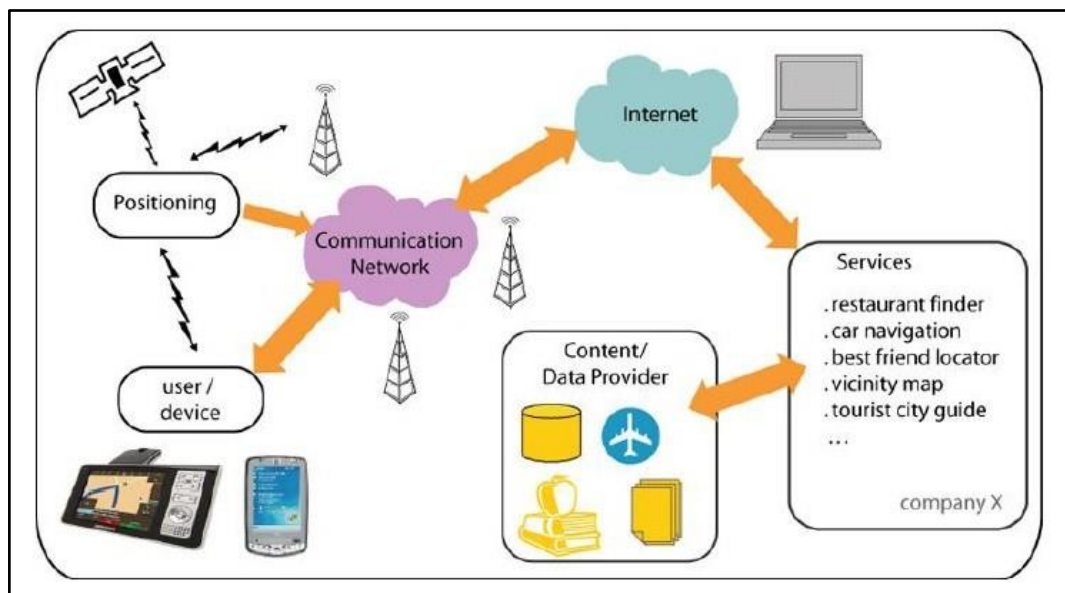 Positioning
Communication
Network
Internet
user /
device
Content/
Data Provider
Services
. restaurant finder
. car navigation
. best friend locator
. vicinity map
. tourist city guide
...
company X